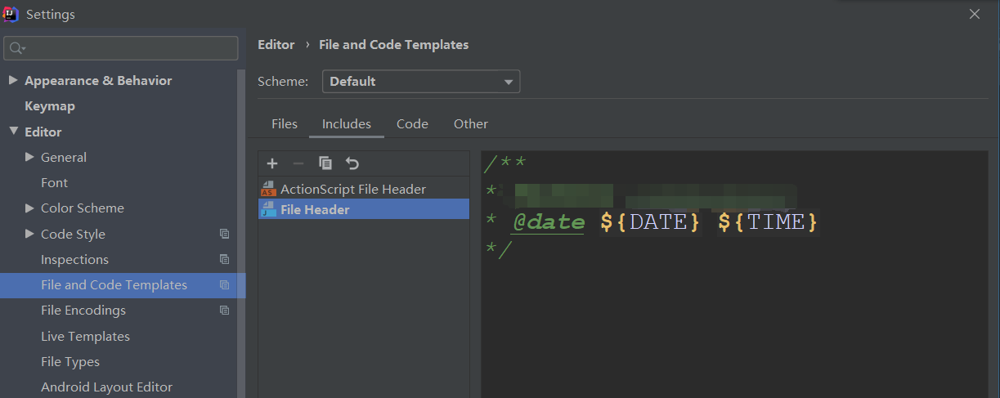 Settings
Appearance & Behavior
Keymap
Editor
General
Font
Color Scheme
Code Style
Inspections
File and Code Templates
File Encodings
Live Templates
File Types
Android Layout Editor
Editor › File and Code Templates
Scheme: Default
Files Includes Code Other
ActionScript File Header
File Header
/**
*
* @date ${DATE} ${TIME}
*/